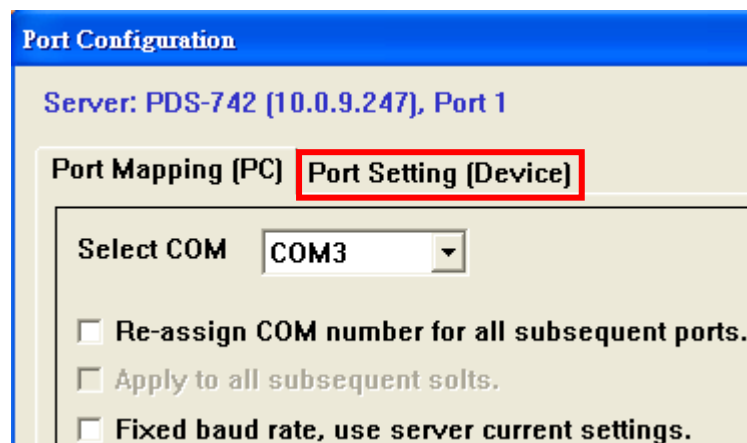 Port Configuration
Server: PDS-742 (10.0.9.247), Port 1
Port Mapping (PC) Port Setting (Device)
Select COM COM3
Re-assign COM number for all subsequent ports.
Apply to all subsequent solts.
Fixed baud rate, use server current settings.